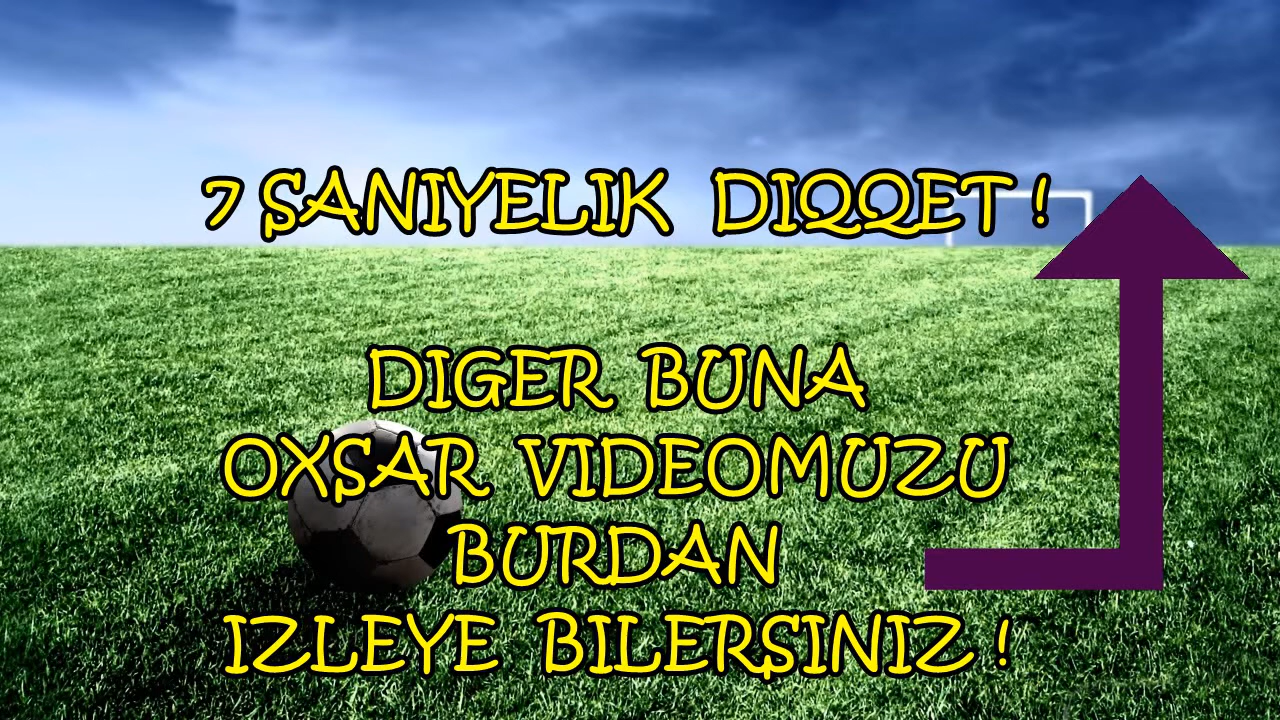 7 SANIYELIK DIQQET !
DIGER BUNA
OXSAR VIDEOMUZU
BURDAN
IZLEYE BILERSINIZ !